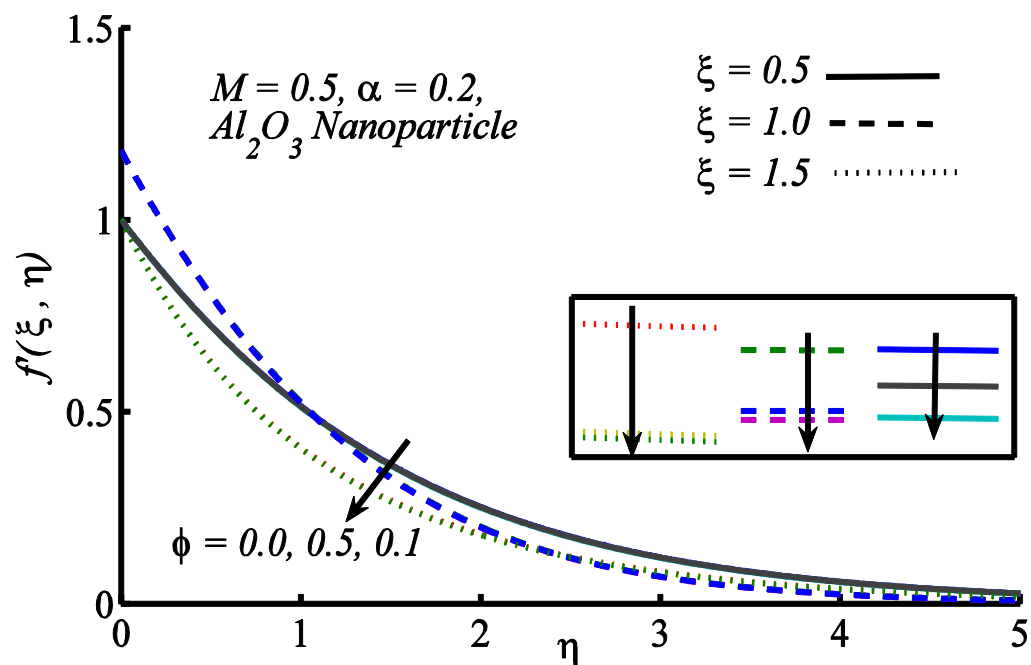 1.5
M = 0.5, α = 0.2,
Al₂O₃ Nanoparticle
ξ = 0.5
ξ = 1.0
ξ = 1.5
1
f'(ξ, η)
0.5
ϕ = 0.0, 0.5, 0.1
0
0 1 2 3 4 5
η